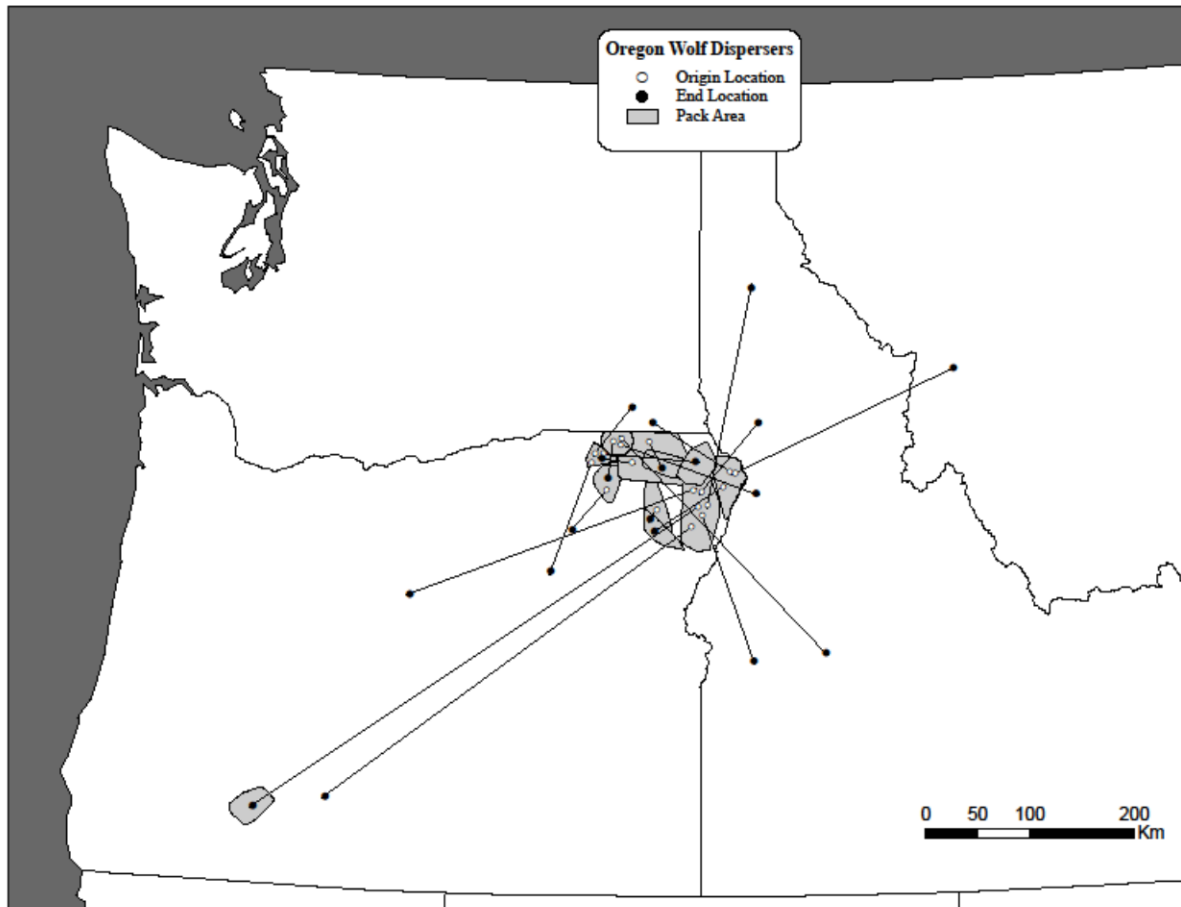 Oregon Wolf Dispersers
Origin Location
End Location
Pack Area
0 50 100 200
Km